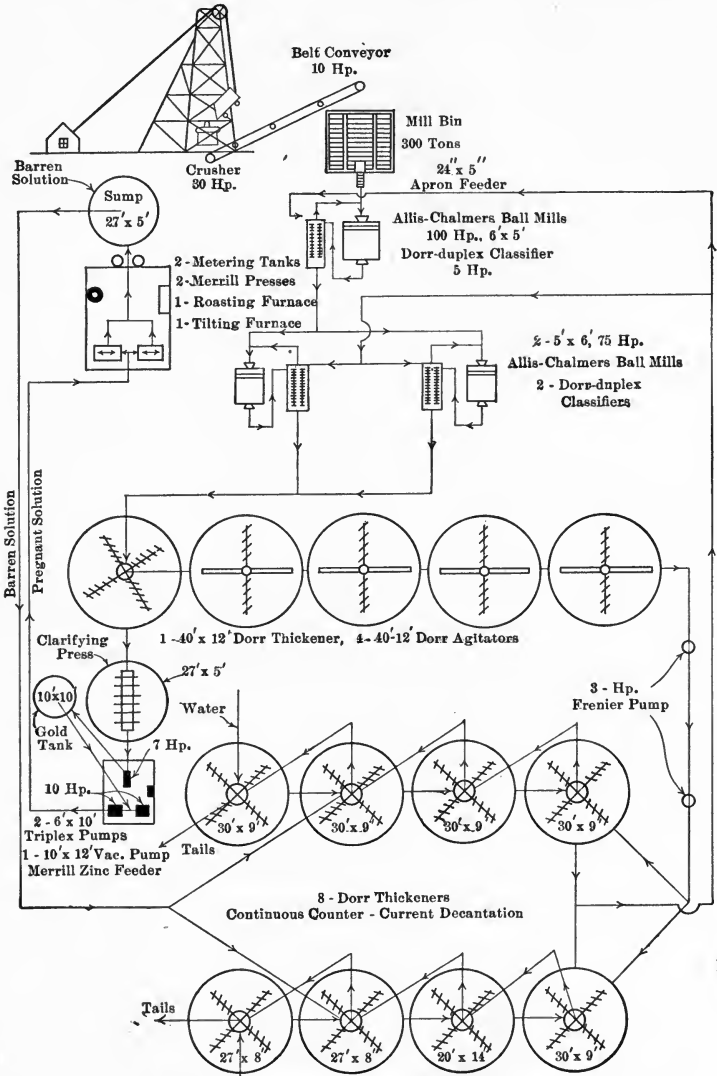 Belt Conveyor
10 Hp.
Mill Bin
300 Tons
24" x 5"
Apron Feeder
Crusher
30 Hp.
Barren
Solution
Sump
27' x 5'
Allis-Chalmers Ball Mills
100 Hp., 6' x 5'
Dorr-duplex Classifier
5 Hp.
2 - Metering Tanks
2 - Merrill Presses
1 - Roasting Furnace
1 - Tilting Furnace
2 - 5' x 6', 75 Hp.
Allis-Chalmers Ball Mills
2 - Dorr-duplex
Classifiers
Barren Solution
Pregnant Solution
1 - 40' x 12' Dorr Thickener, 4 - 40'-12' Dorr Agitators
Clarifying
Press
27' x 5'
10' x 10'
Gold
Tank
Water
3 - Hp.
Frenier Pump
7 Hp.
10 Hp.
2 - 6' x 10'
Triplex Pumps
1 - 10' x 12' Vac. Pump
Merrill Zinc Feeder
30' x 9'
30' x 9'
30' x 9'
30' x 9'
Tails
8 - Dorr Thickeners
Continuous Counter - Current Decantation
Tails
27' x 8'
27' x 8'
20' x 14'
30' x 9'